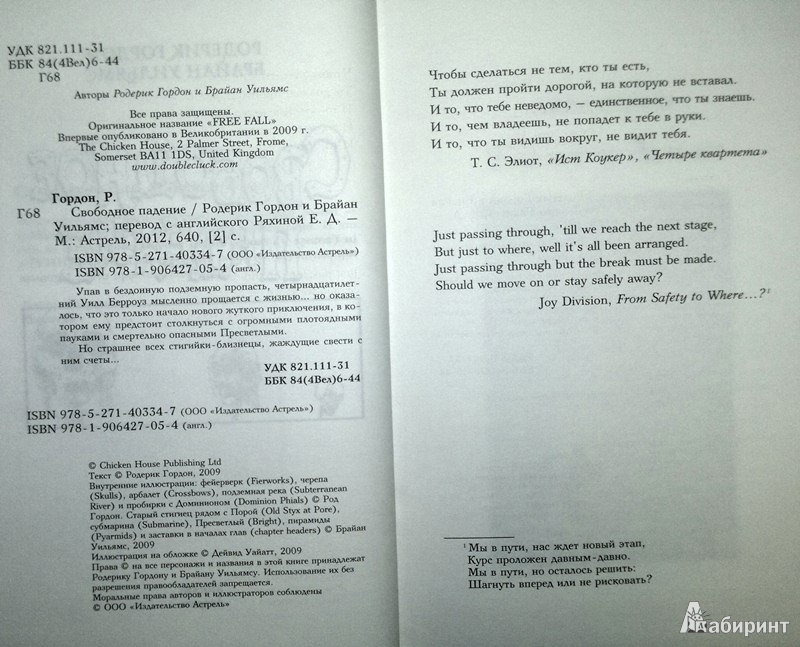 УДК 821.111-31
ББК 84(4Вел)6-44
Г68
Авторы Родерик Гордон и Брайан Уильямс
Все права защищены.
Оригинальное название «FREE FALL»
Впервые опубликовано в Великобритании в 2009 г.
The Chicken House, 2 Palmer Street, Frome,
Somerset BA11 1DS, United Kingdom
www.doublecluck.com
Гордон, Р.
Г68 Свободное падение / Родерик Гордон и Брайан
Уильямс; перевод с английского Ряхиной Е. Д. —
М.: Астрель, 2012, 640, [2] с.
ISBN 978-5-271-40334-7 (ООО «Издательство Астрель»)
ISBN 978-1-906427-05-4 (англ.)
Упав в бездонную подземную пропасть, четырнадцатилет-
ний Уилл Берроуз мысленно прощается с жизнью... но оказа-
лось, что это только начало нового жуткого приключения, в ко-
тором ему предстоит столкнуться с огромными плотоядными
пауками и смертельно опасными Пресветлыми.
Но страшнее всех стигийки-близнецы, жаждущие свести с
ним счеты...
УДК 821.111-31
ББК 84(4Вел)6-44
ISBN 978-5-271-40334-7 (ООО «Издательство Астрель»)
ISBN 978-1-906427-05-4 (англ.)
© Chicken House Publishing Ltd
Текст © Родерик Гордон, 2009
Внутренние иллюстрации: фейерверк (Fierworks), черепа
(Skulls), арбалет (Crossbows), подземная река (Subterranean
River) и пробирки с Доминионом (Dominion Phials) © Род
Гордон. Старый стигиец рядом с Порой (Old Styx at Pore),
субмарина (Submarine), Пресветлый (Bright), пирамиды
(Pyarmids) и заставки в началах глав (chapter headers) © Брайан
Уильямс, 2009
Иллюстрация на обложке © Дейвид Уайатт, 2009
Права © на все персонажи и названия в этой книге принадлежат
Родерику Гордону и Брайану Уильямсу. Использование их без
разрешения правообладателей запрещается.
Моральные права авторов и иллюстраторов соблюдены
© ООО «Издательство Астрель»
Чтобы сделаться не тем, кто ты есть,
Ты должен пройти дорогой, на которую не вставал.
И то, что тебе неведомо, — единственное, что ты знаешь.
И то, чем владеешь, не попадет к тебе в руки.
И то, что ты видишь вокруг, не видит тебя.
Т. С. Элиот, «Ист Коукер», «Четыре квартета»
Just passing through, 'till we reach the next stage,
But just to where, well it's all been arranged.
Just passing through but the break must be made.
Should we move on or stay safely away?
Joy Division, From Safety to Where...?¹
¹ Мы в пути, нас ждет новый этап,
Курс проложен давным-давно.
Мы в пути, но осталось решить:
Шагнуть вперед или не рисковать?
Лабиринт